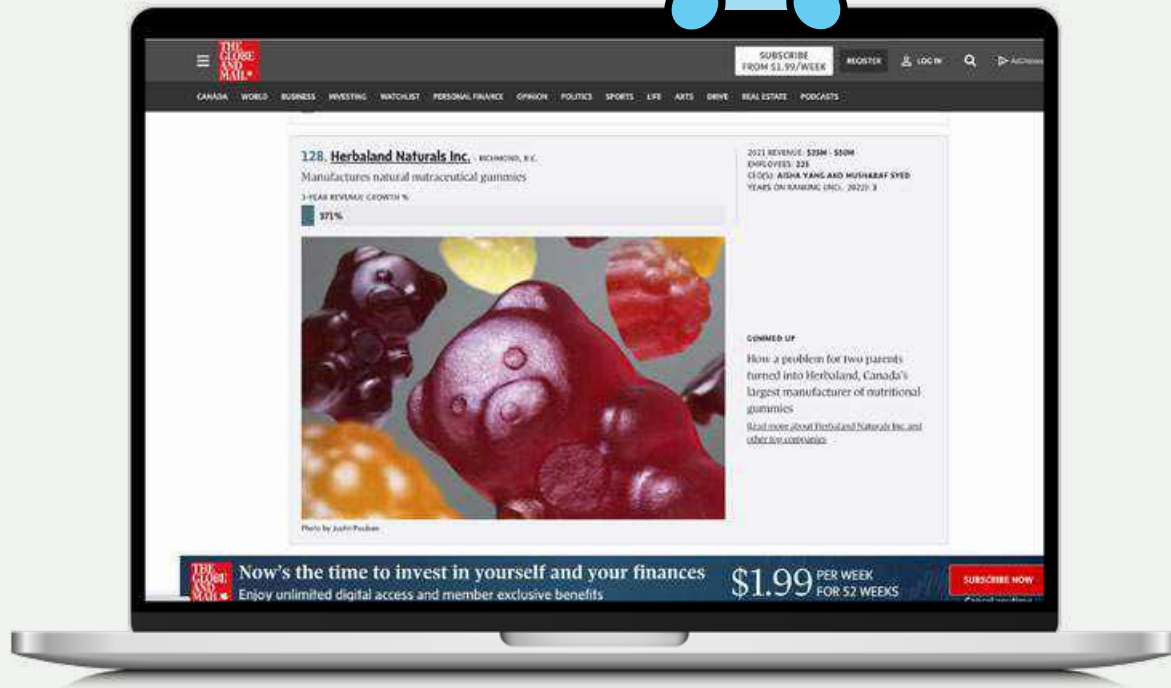 THE
GLOBE
AND
MAIL
SUBSCRIBE
FROM $1.99/WEEK
REGISTER
LOG IN
CANADA WORLD BUSINESS INVESTING WATCHLIST PERSONAL FINANCE OPINION POLITICS SPORTS LIFE ARTS DRIVE REAL ESTATE PODCASTS
128. Herbaland Naturals Inc. - RICHMOND, B.C.
Manufactures natural nutraceutical gummies
3-YEAR REVENUE GROWTH %
371%
2021 REVENUE: $25M - $50M
EMPLOYEES: 225
CEO(S): AISHA YANG AND MUSHARAF SYED
YEARS ON RANKING (INCL. 2022): 3
GUMMED UP
How a problem for two parents
turned into Herbaland, Canada's
largest manufacturer of nutritional
gummies
Read more about Herbaland Naturals Inc. and
other top companies
Photo by Justin Poulsen
THE
GLOBE
AND
MAIL
Now's the time to invest in yourself and your finances
Enjoy unlimited digital access and member exclusive benefits
$1.99 PER WEEK
FOR 52 WEEKS
SUBSCRIBE NOW